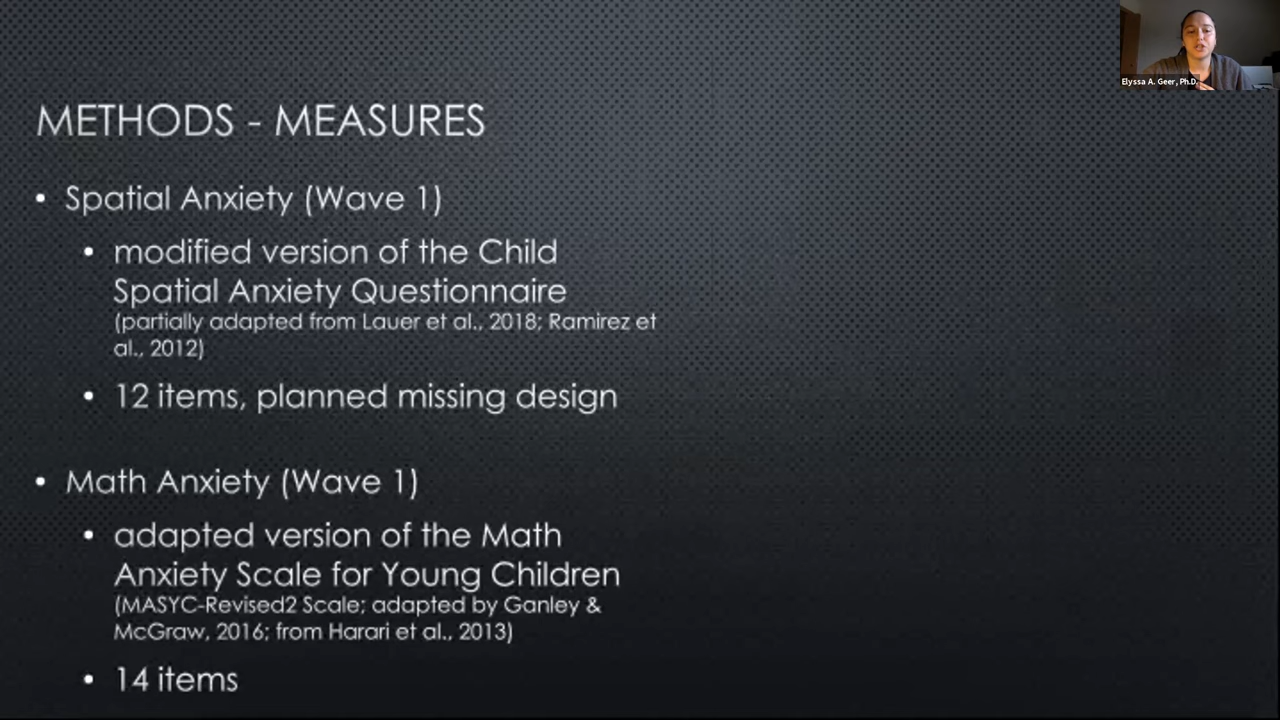 Elyssa A. Geer, Ph.D.
METHODS - MEASURES
• Spatial Anxiety (Wave 1)
• modified version of the Child
Spatial Anxiety Questionnaire
(partially adapted from Lauer et al., 2018; Ramirez et
al., 2012)
• 12 items, planned missing design
• Math Anxiety (Wave 1)
• adapted version of the Math
Anxiety Scale for Young Children
(MASYC-Revised2 Scale; adapted by Ganley &
McGraw, 2016; from Harari et al., 2013)
• 14 items